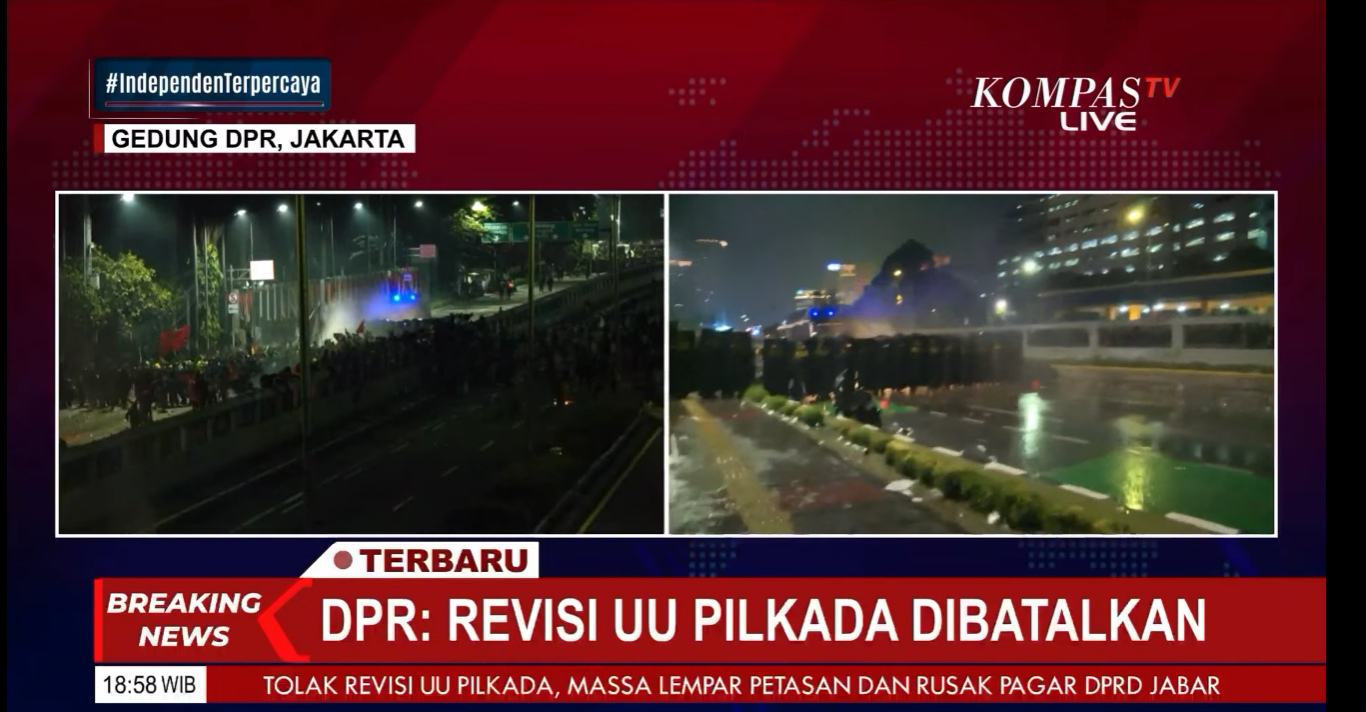 #IndependenTerpercaya
KOMPAS TV
LIVE
GEDUNG DPR, JAKARTA
TERBARU
BREAKING
NEWS
DPR: REVISI UU PILKADA DIBATALKAN
18:58 WIB
TOLAK REVISI UU PILKADA, MASSA LEMPAR PETASAN DAN RUSAK PAGAR DPRD JABAR